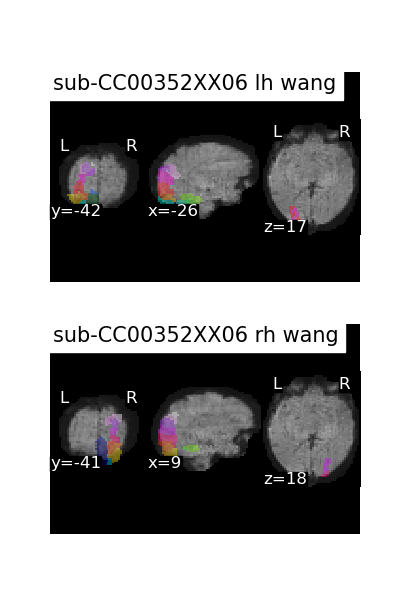 sub-CC00352XX06 lh wang
L R L R
y=-42 x=-26 z=17
sub-CC00352XX06 rh wang
L R L R
y=-41 x=9 z=18